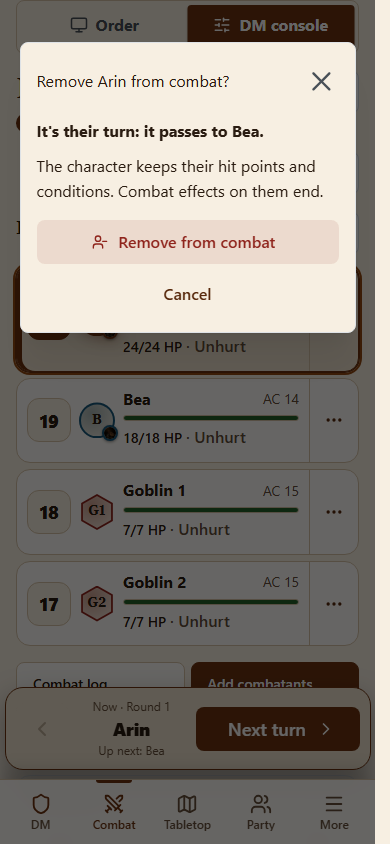 Order
DM console
Remove Arin from combat?
It's their turn: it passes to Bea.
The character keeps their hit points and
conditions. Combat effects on them end.
Remove from combat
Cancel
24/24 HP · Unhurt
19
B
Bea
AC 14
18/18 HP · Unhurt
18
G1
Goblin 1
AC 15
7/7 HP · Unhurt
17
G2
Goblin 2
AC 15
7/7 HP · Unhurt
Combat log
Add combatants
Now · Round 1
Arin
Up next: Bea
Next turn
DM
Combat
Tabletop
Party
More